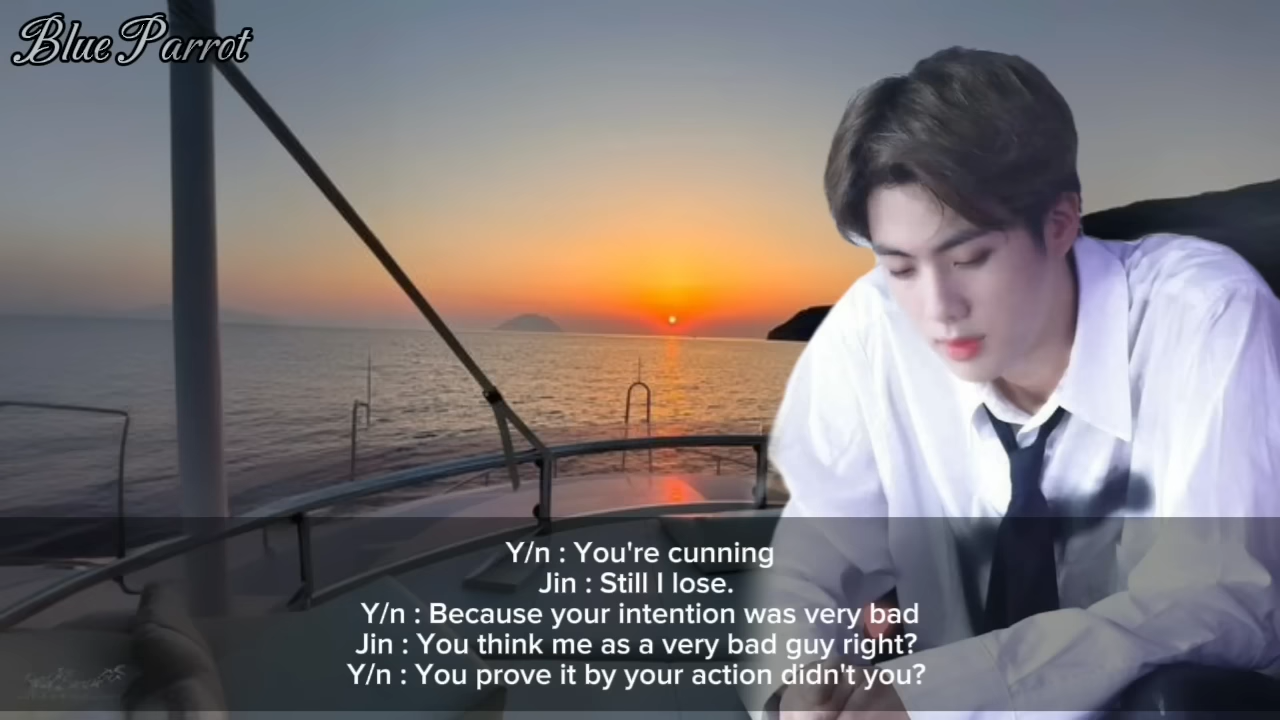 Blue Parrot
Y/n : You're cunning
Jin : Still I lose.
Y/n : Because your intention was very bad
Jin : You think me as a very bad guy right?
Y/n : You prove it by your action didn't you?